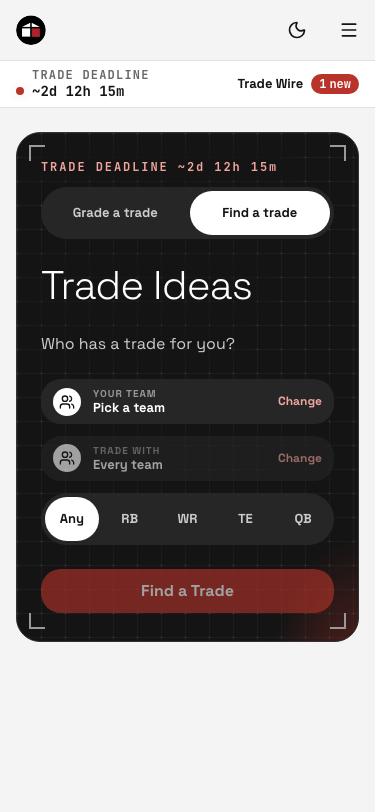 TRADE DEADLINE
~2d 12h 15m
Trade Wire
1 new
TRADE DEADLINE ~2d 12h 15m
Grade a trade
Find a trade
Trade Ideas
Who has a trade for you?
YOUR TEAM
Pick a team
Change
TRADE WITH
Every team
Change
Any
RB
WR
TE
QB
Find a Trade